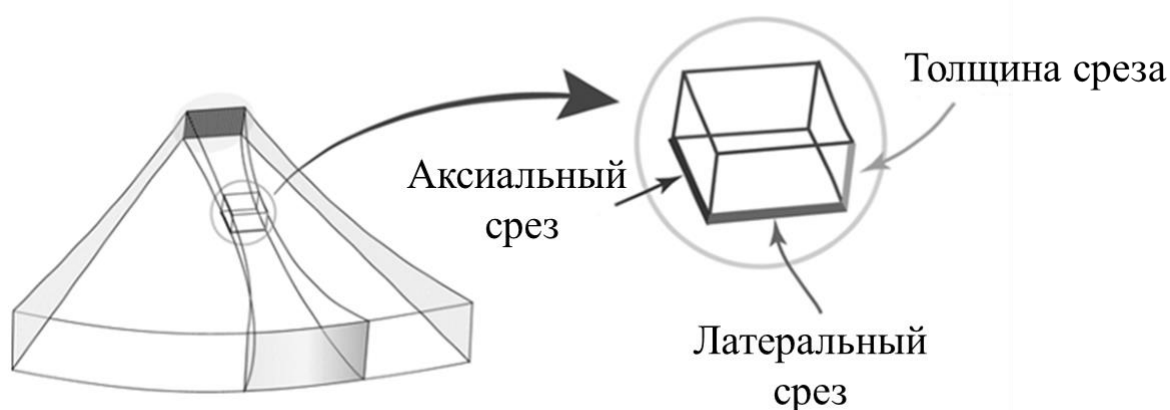 Толщина среза
Аксиальный
срез
Латеральный
срез